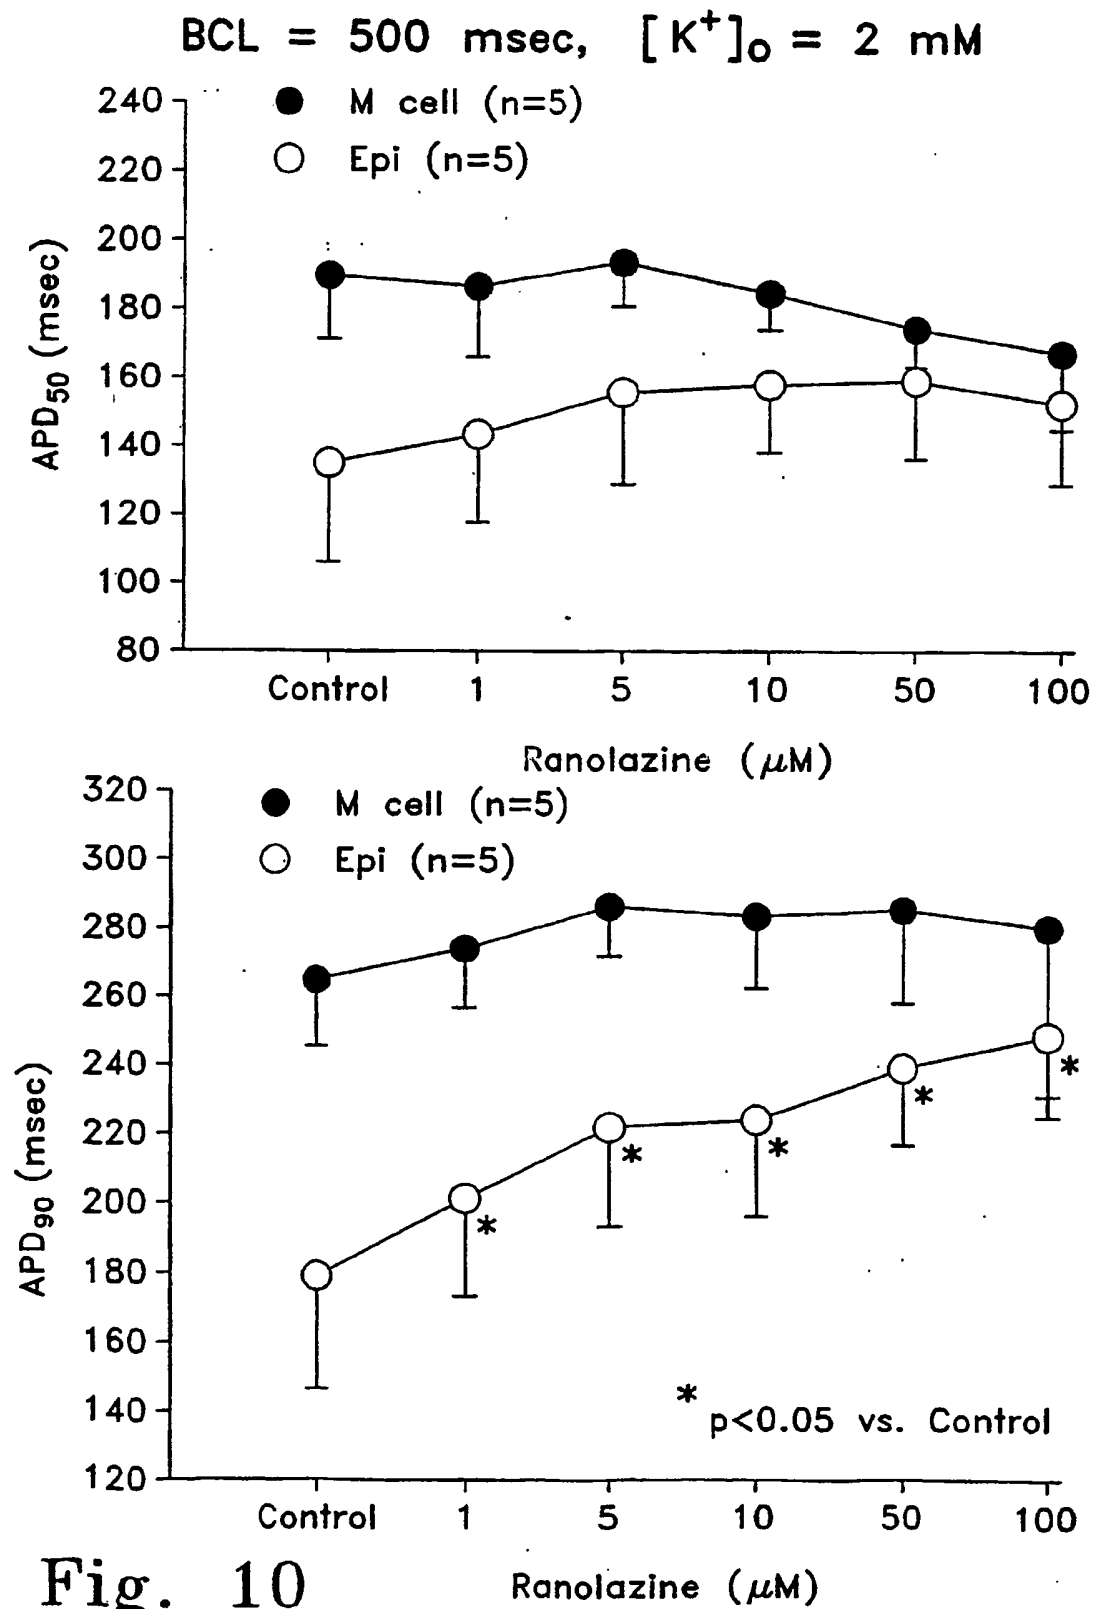 BCL = 500 msec, [K+]o = 2 mM
240
M cell (n=5)
220
Epi (n=5)
200
180
160
140
120
100
80
APD50 (msec)
Control 1 5 10 50 100
Ranolazine (μM)
320
M cell (n=5)
300
Epi (n=5)
280
260
240
220
200
180
160
140
120
APD90 (msec)
* * * * *
* p<0.05 vs. Control
Control 1 5 10 50 100
Fig. 10 Ranolazine (μM)